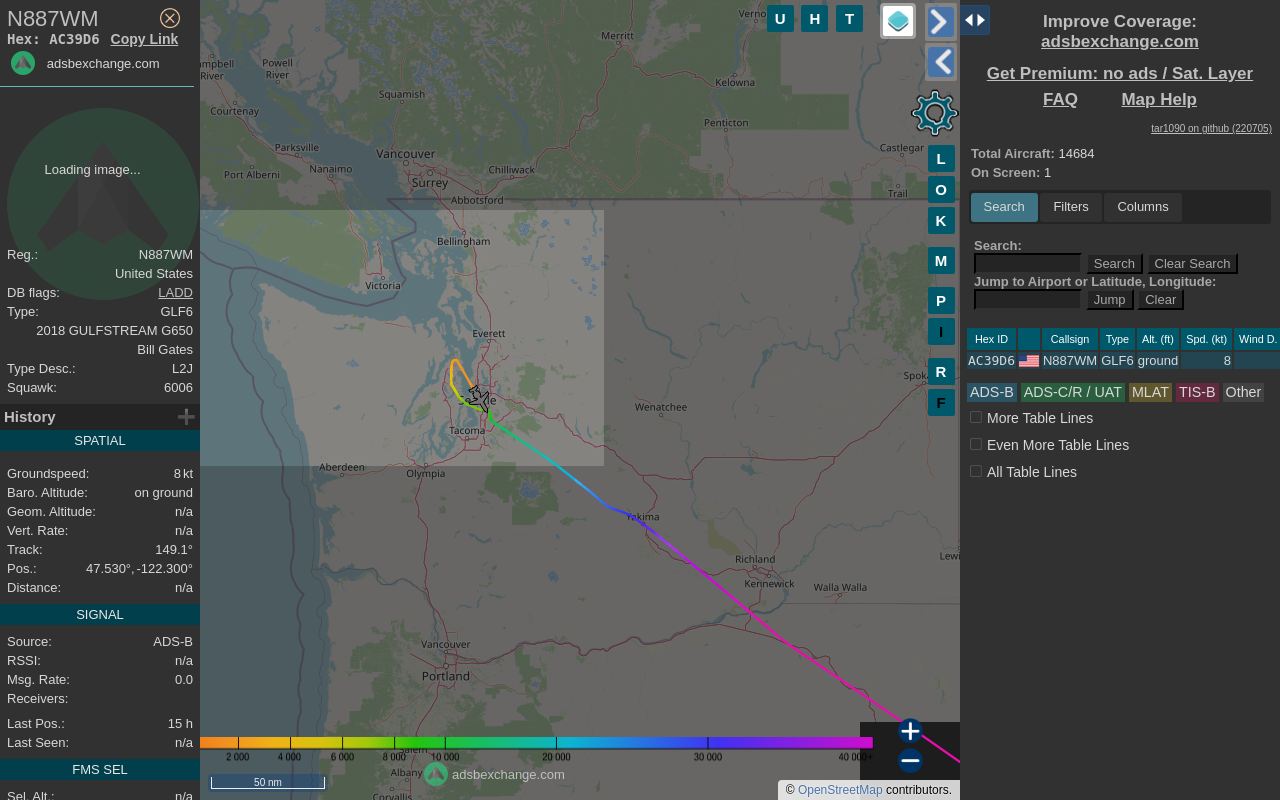 N887WM
Hex: AC39D6 Copy Link
adsbexchange.com
Loading image...
Reg.: N887WM
United States
DB flags: LADD
Type: GLF6
2018 GULFSTREAM G650
Bill Gates
Type Desc.: L2J
Squawk: 6006
History
SPATIAL
Groundspeed: 8 kt
Baro. Altitude: on ground
Geom. Altitude: n/a
Vert. Rate: n/a
Track: 149.1°
Pos.: 47.530°, -122.300°
Distance: n/a
SIGNAL
Source: ADS-B
RSSI: n/a
Msg. Rate: 0.0
Receivers:
Last Pos.: 15 h
Last Seen: n/a
FMS SEL
Sel. Alt.: n/a
U H T
Merritt
Powell
River
River
Squamish
Kelowna
Courtenay
Penticton
Parksville
Vancouver
Castlegar
Nanaimo
Port Alberni
Chilliwack
Surrey
Trail
Abbotsford
Bellingham
Victoria
Everett
Wenatchee
Tacoma
Aberdeen
Olympia
Yakima
Richland
Kennewick
Walla Walla
Vancouver
Portland
Albany
Corvallis
L
O
K
M
P
I
R
F
2 000 4 000 6 000 8 000 10 000 20 000 30 000 40 000+
50 nm
adsbexchange.com
© OpenStreetMap contributors.
Improve Coverage:
adsbexchange.com
Get Premium: no ads / Sat. Layer
FAQ Map Help
tar1090 on github (220705)
Total Aircraft: 14684
On Screen: 1
Search Filters Columns
Search:
Search Clear Search
Jump to Airport or Latitude, Longitude:
Jump Clear
Hex ID Callsign Type Alt. (ft) Spd. (kt) Wind D.
AC39D6 N887WM GLF6 ground 8
ADS-B ADS-C/R / UAT MLAT TIS-B Other
More Table Lines
Even More Table Lines
All Table Lines